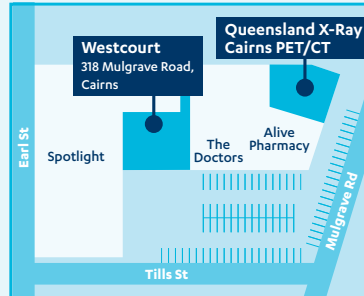 Westcourt
318 Mulgrave Road,
Cairns
Queensland X-Ray
Cairns PET/CT
Earl St
Spotlight
The
Doctors
Alive
Pharmacy
Mulgrave Rd
Tills St